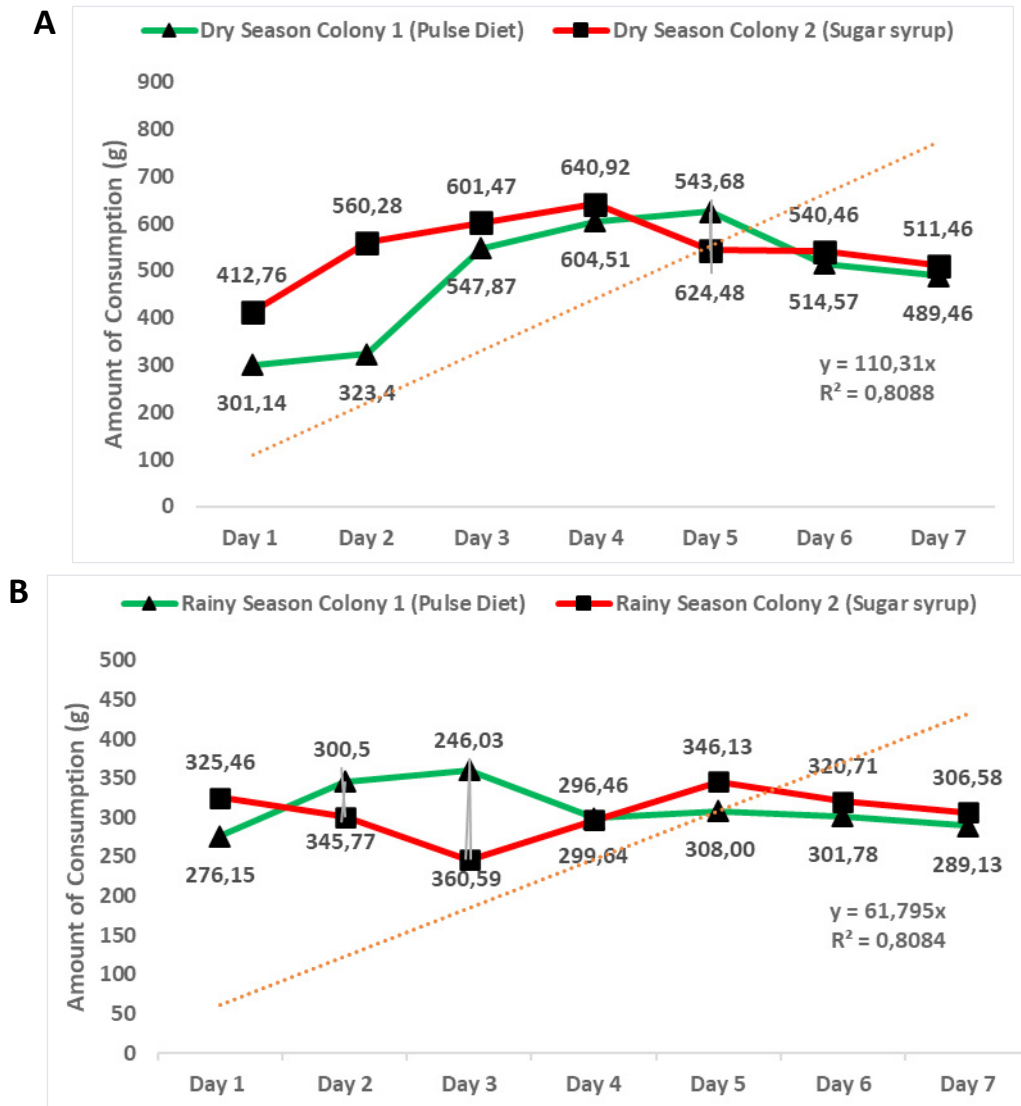 A
Dry Season Colony 1 (Pulse Diet) Dry Season Colony 2 (Sugar syrup)
Amount of Consumption (g)
900
800
700
600
500
400
300
200
100
0
412,76 560,28 601,47 640,92 543,68 540,46 511,46
301,14 323,4 547,87 604,51 624,48 514,57 489,46
y = 110,31x
R² = 0,8088
Day 1 Day 2 Day 3 Day 4 Day 5 Day 6 Day 7
B
Rainy Season Colony 1 (Pulse Diet) Rainy Season Colony 2 (Sugar syrup)
Amount of Consumption (g)
500
450
400
350
300
250
200
150
100
50
0
325,46 300,5 246,03 296,46 346,13 320,71 306,58
276,15 345,77 360,59 299,64 308,00 301,78 289,13
y = 61,795x
R² = 0,8084
Day 1 Day 2 Day 3 Day 4 Day 5 Day 6 Day 7